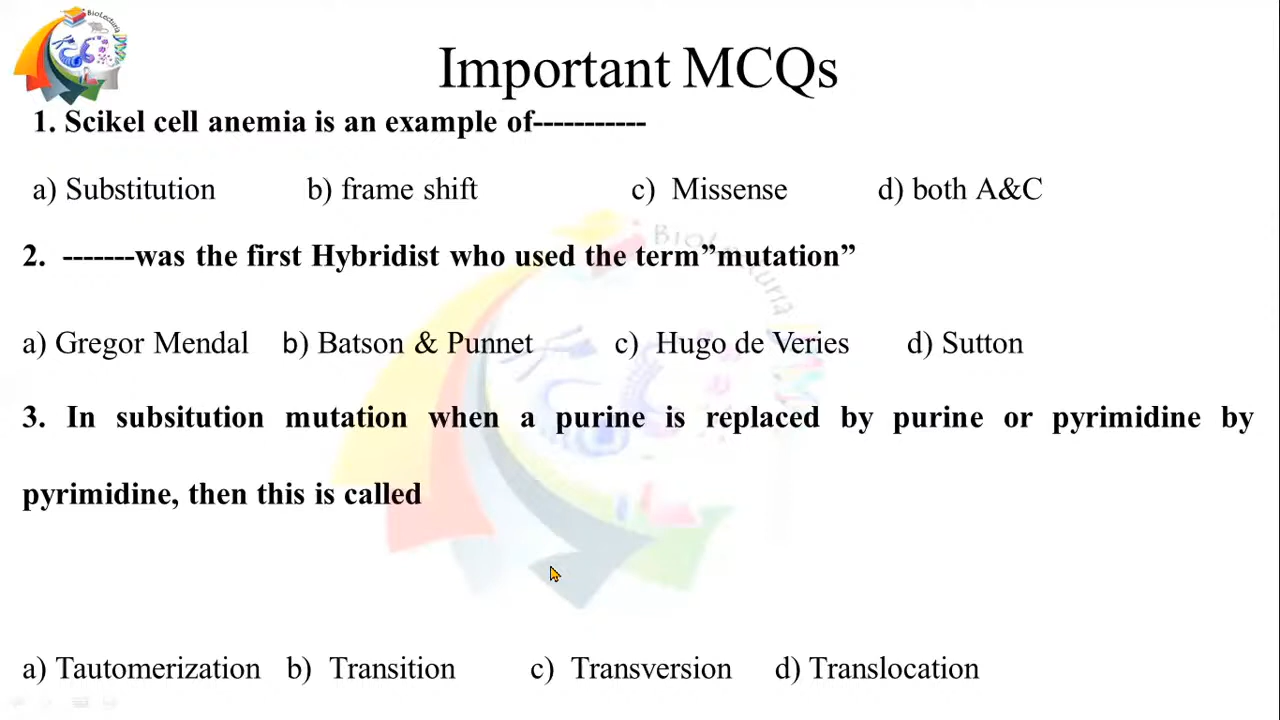 BioLecturia
Important MCQs
1. Scikel cell anemia is an example of-----------
a) Substitution b) frame shift c) Missense d) both A&C
2. -------was the first Hybridist who used the term”mutation”
a) Gregor Mendal b) Batson & Punnet c) Hugo de Veries d) Sutton
3. In subsitution mutation when a purine is replaced by purine or pyrimidine by
pyrimidine, then this is called
a) Tautomerization b) Transition c) Transversion d) Translocation